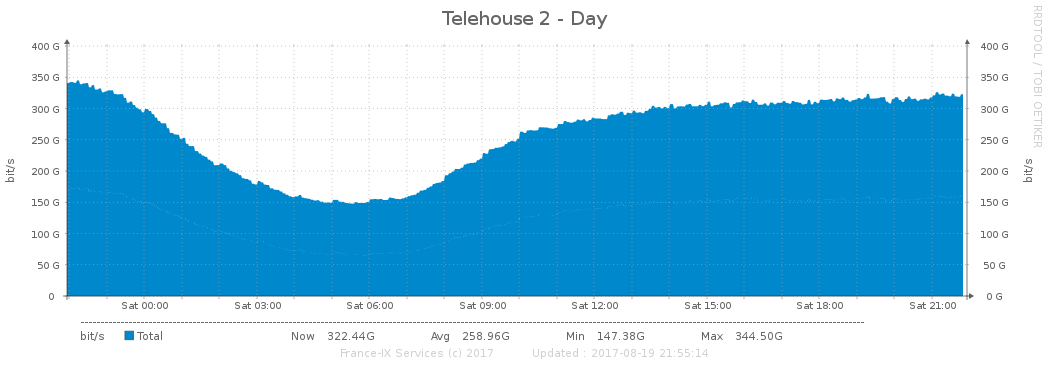 Telehouse 2 - Day
RRDTOOL / TOBI OETIKER
400 G 400 G
350 G 350 G
300 G 300 G
250 G 250 G
200 G 200 G
150 G 150 G
100 G 100 G
50 G 50 G
0 0 G
bit/s bit/s
Sat 00:00 Sat 03:00 Sat 06:00 Sat 09:00 Sat 12:00 Sat 15:00 Sat 18:00 Sat 21:00
bit/s Total Now 322.44G Avg 258.96G Min 147.38G Max 344.50G
France-IX Services (c) 2017 Updated : 2017-08-19 21:55:14